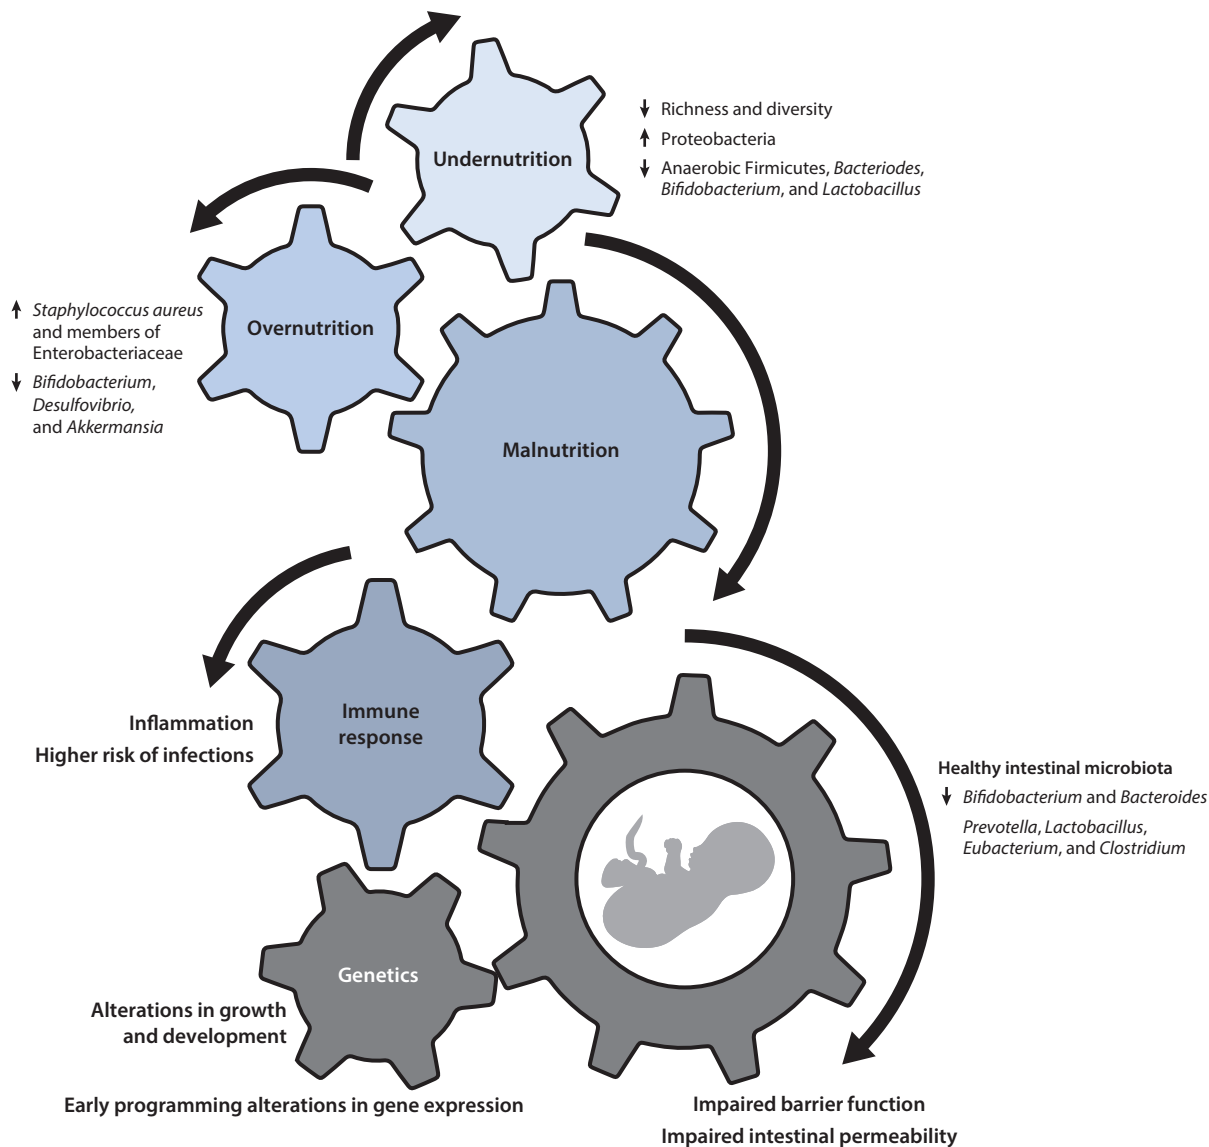 Undernutrition
↓ Richness and diversity
↑ Proteobacteria
↓ Anaerobic Firmicutes, Bacteriodes,
Bifidobacterium, and Lactobacillus
Overnutrition
↑ Staphylococcus aureus
and members of
Enterobacteriaceae
↓ Bifidobacterium,
Desulfovibrio,
and Akkermansia
Malnutrition
Immune
response
Inflammation
Higher risk of infections
Healthy intestinal microbiota
↓ Bifidobacterium and Bacteroides
Prevotella, Lactobacillus,
Eubacterium, and Clostridium
Genetics
Alterations in growth
and development
Early programming alterations in gene expression
Impaired barrier function
Impaired intestinal permeability